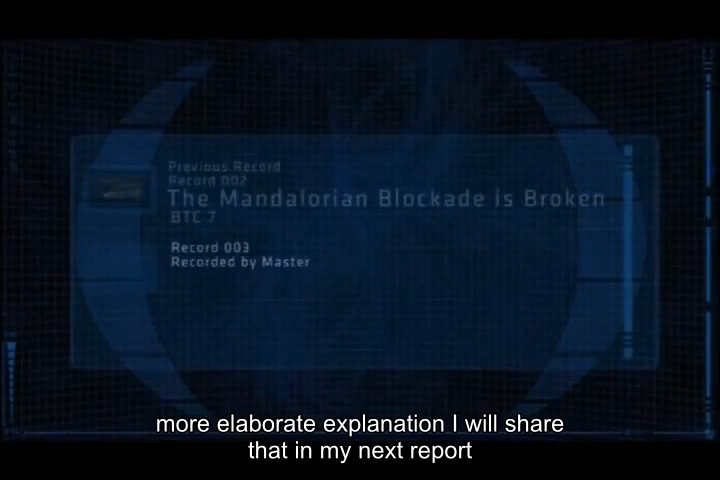 Previous Record
Record 002
The Mandalorian Blockade is Broken
BTC 7
Record 003
Recorded by Master
more elaborate explanation I will share
that in my next report